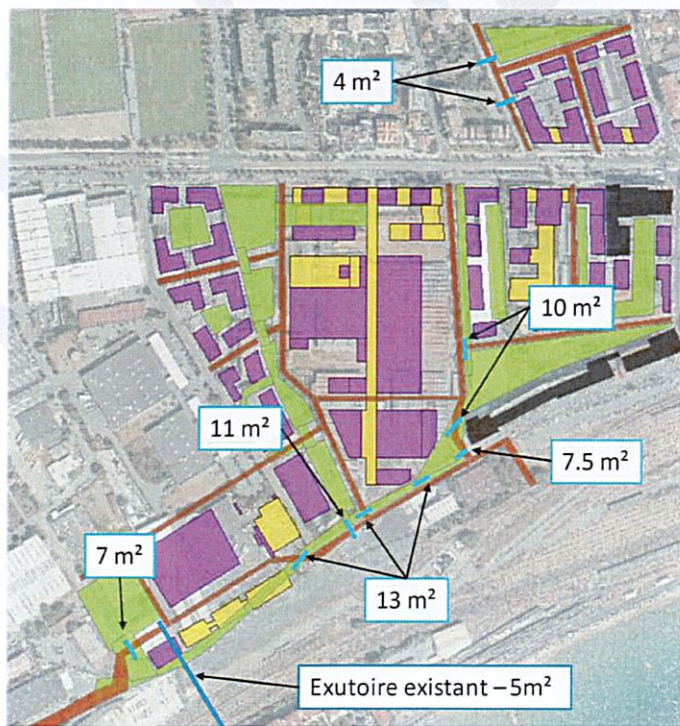 4 m²
10 m²
11 m²
7.5 m²
7 m²
13 m²
Exutoire existant – 5m²